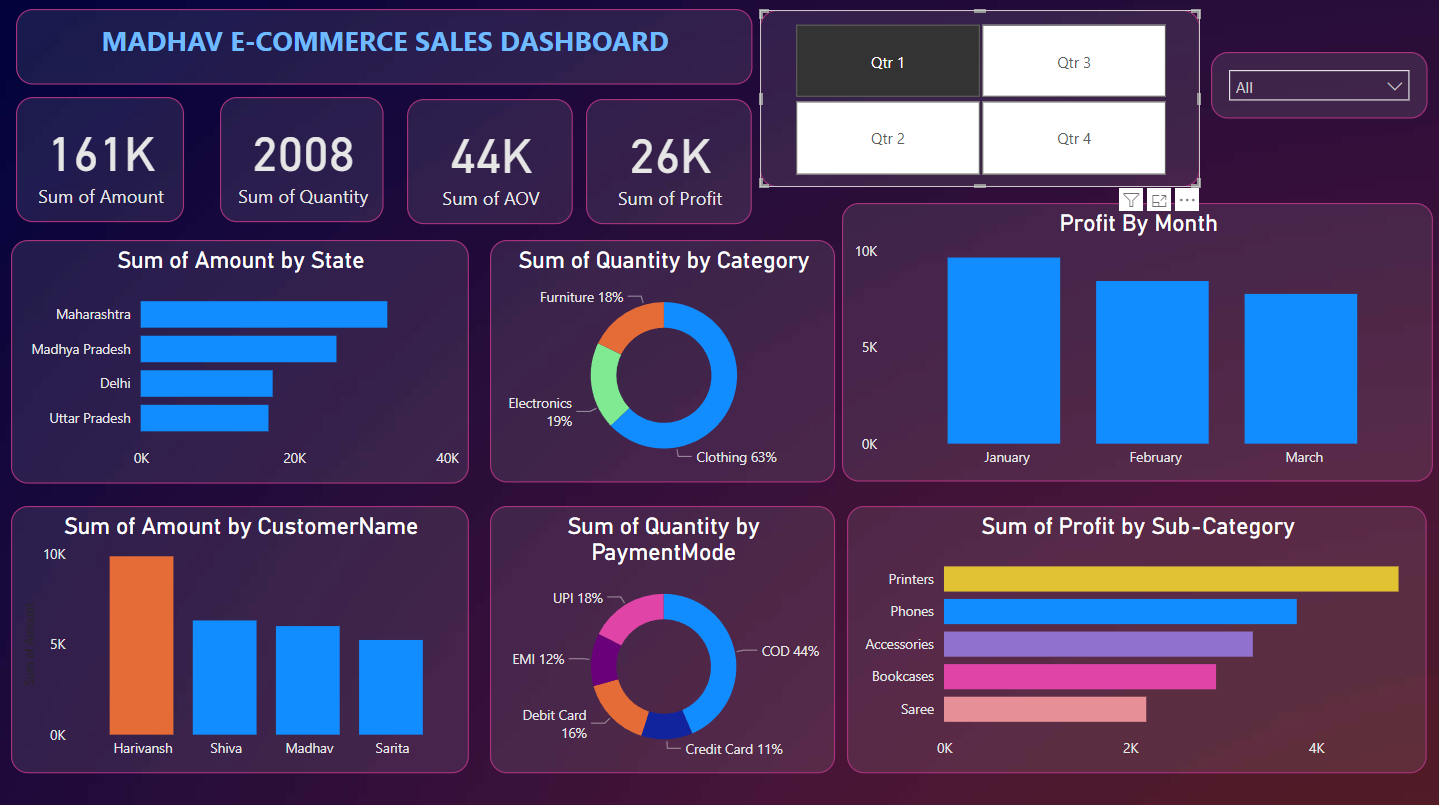 MADHAV E-COMMERCE SALES DASHBOARD
Qtr 1
Qtr 3
Qtr 2
Qtr 4
All
161K
Sum of Amount
2008
Sum of Quantity
44K
Sum of AOV
26K
Sum of Profit
Sum of Amount by State
Maharashtra
Madhya Pradesh
Delhi
Uttar Pradesh
0K
20K
40K
Sum of Quantity by Category
Furniture 18%
Electronics
19%
Clothing 63%
Profit By Month
10K
5K
0K
January
February
March
Sum of Amount by CustomerName
10K
5K
0K
Sum of Amount
Harivansh
Shiva
Madhav
Sarita
Sum of Quantity by
PaymentMode
UPI 18%
EMI 12%
COD 44%
Debit Card
16%
Credit Card 11%
Sum of Profit by Sub-Category
Printers
Phones
Accessories
Bookcases
Saree
0K
2K
4K